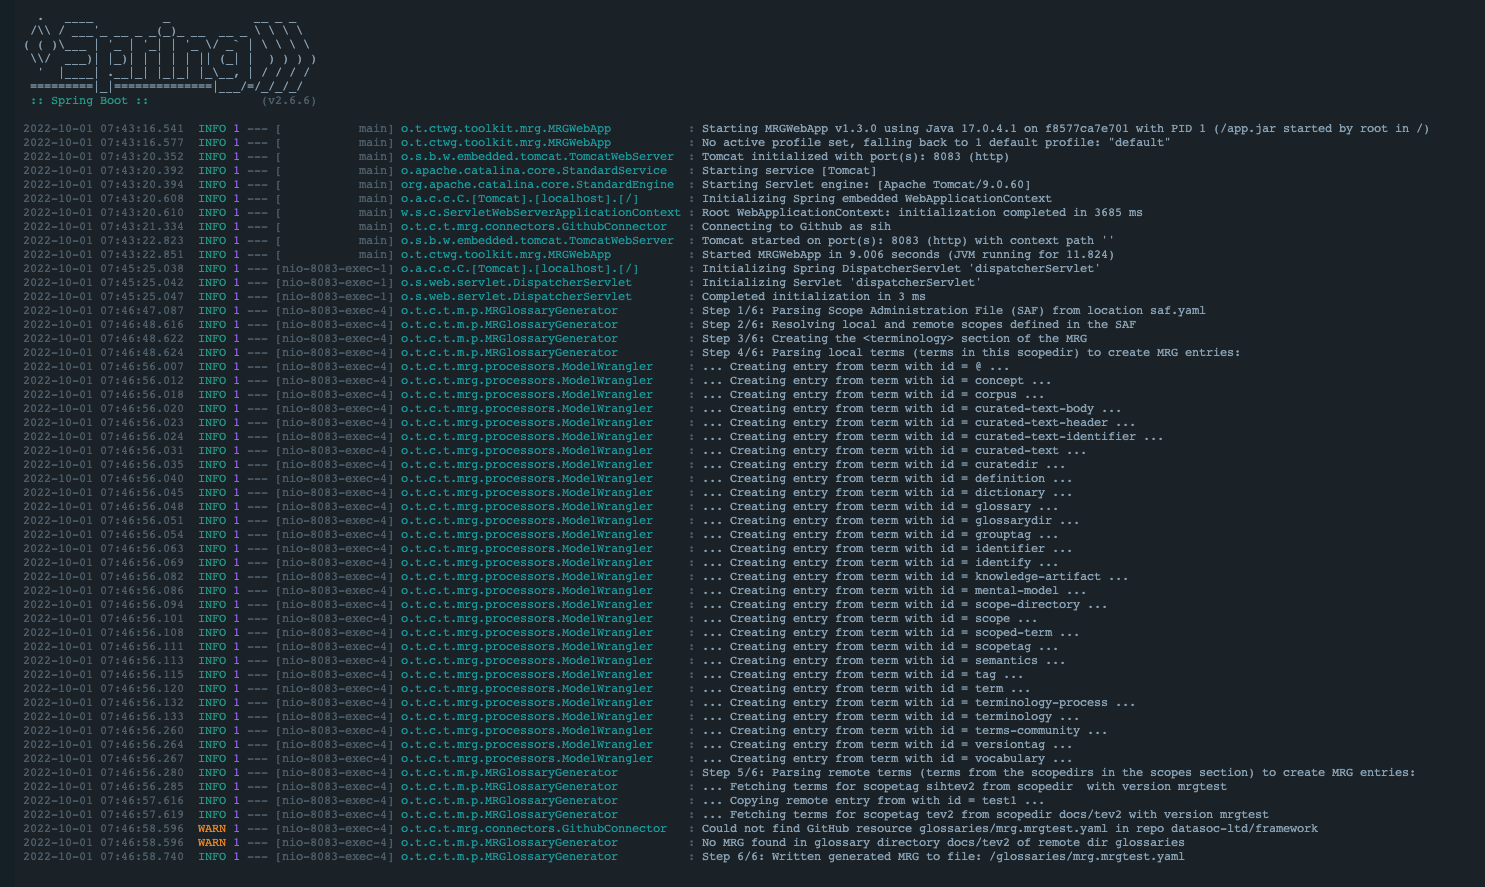 .   ____          _            __ _ _
 /\\ / ___'_ __ _ _(_)_ __  __ _ \ \ \ \
( ( )\___ | '_ | '_| | '_ \/ _` | \ \ \ \
 \\/  ___)| |_)| | | | | || (_| |  ) ) ) )
  '  |____| .__|_| |_|_| |_\__, | / / / /
 =========|_|==============|___/=/_/_/_/
 :: Spring Boot ::                (v2.6.6)

2022-10-01 07:43:16.541  INFO 1 --- [           main] o.t.ctwg.toolkit.mrg.MRGWebApp           : Starting MRGWebApp v1.3.0 using Java 17.0.4.1 on f8577ca7e701 with PID 1 (/app.jar started by root in /)
2022-10-01 07:43:16.577  INFO 1 --- [           main] o.t.ctwg.toolkit.mrg.MRGWebApp           : No active profile set, falling back to 1 default profile: "default"
2022-10-01 07:43:20.352  INFO 1 --- [           main] o.s.b.w.embedded.tomcat.TomcatWebServer  : Tomcat initialized with port(s): 8083 (http)
2022-10-01 07:43:20.392  INFO 1 --- [           main] o.apache.catalina.core.StandardService   : Starting service [Tomcat]
2022-10-01 07:43:20.394  INFO 1 --- [           main] org.apache.catalina.core.StandardEngine  : Starting Servlet engine: [Apache Tomcat/9.0.60]
2022-10-01 07:43:20.608  INFO 1 --- [           main] o.a.c.c.C.[Tomcat].[localhost].[/]       : Initializing Spring embedded WebApplicationContext
2022-10-01 07:43:20.610  INFO 1 --- [           main] w.s.c.ServletWebServerApplicationContext : Root WebApplicationContext: initialization completed in 3685 ms
2022-10-01 07:43:21.334  INFO 1 --- [           main] o.t.c.t.mrg.connectors.GithubConnector   : Connecting to Github as sih
2022-10-01 07:43:22.823  INFO 1 --- [           main] o.s.b.w.embedded.tomcat.TomcatWebServer  : Tomcat started on port(s): 8083 (http) with context path ''
2022-10-01 07:43:22.851  INFO 1 --- [           main] o.t.ctwg.toolkit.mrg.MRGWebApp           : Started MRGWebApp in 9.006 seconds (JVM running for 11.824)
2022-10-01 07:45:25.038  INFO 1 --- [nio-8083-exec-1] o.a.c.c.C.[Tomcat].[localhost].[/]       : Initializing Spring DispatcherServlet 'dispatcherServlet'
2022-10-01 07:45:25.042  INFO 1 --- [nio-8083-exec-1] o.s.web.servlet.DispatcherServlet        : Initializing Servlet 'dispatcherServlet'
2022-10-01 07:45:25.047  INFO 1 --- [nio-8083-exec-1] o.s.web.servlet.DispatcherServlet        : Completed initialization in 3 ms
2022-10-01 07:46:47.087  INFO 1 --- [nio-8083-exec-4] o.t.c.t.m.p.MRGlossaryGenerator          : Step 1/6: Parsing Scope Administration File (SAF) from location saf.yaml
2022-10-01 07:46:48.616  INFO 1 --- [nio-8083-exec-4] o.t.c.t.m.p.MRGlossaryGenerator          : Step 2/6: Resolving local and remote scopes defined in the SAF
2022-10-01 07:46:48.622  INFO 1 --- [nio-8083-exec-4] o.t.c.t.m.p.MRGlossaryGenerator          : Step 3/6: Creating the <terminology> section of the MRG
2022-10-01 07:46:48.624  INFO 1 --- [nio-8083-exec-4] o.t.c.t.m.p.MRGlossaryGenerator          : Step 4/6: Parsing local terms (terms in this scopedir) to create MRG entries:
2022-10-01 07:46:56.007  INFO 1 --- [nio-8083-exec-4] o.t.c.t.mrg.processors.ModelWrangler     : ... Creating entry from term with id = @ ...
2022-10-01 07:46:56.012  INFO 1 --- [nio-8083-exec-4] o.t.c.t.mrg.processors.ModelWrangler     : ... Creating entry from term with id = concept ...
2022-10-01 07:46:56.018  INFO 1 --- [nio-8083-exec-4] o.t.c.t.mrg.processors.ModelWrangler     : ... Creating entry from term with id = corpus ...
2022-10-01 07:46:56.020  INFO 1 --- [nio-8083-exec-4] o.t.c.t.mrg.processors.ModelWrangler     : ... Creating entry from term with id = curated-text-body ...
2022-10-01 07:46:56.023  INFO 1 --- [nio-8083-exec-4] o.t.c.t.mrg.processors.ModelWrangler     : ... Creating entry from term with id = curated-text-header ...
2022-10-01 07:46:56.024  INFO 1 --- [nio-8083-exec-4] o.t.c.t.mrg.processors.ModelWrangler     : ... Creating entry from term with id = curated-text-identifier ...
2022-10-01 07:46:56.031  INFO 1 --- [nio-8083-exec-4] o.t.c.t.mrg.processors.ModelWrangler     : ... Creating entry from term with id = curated-text ...
2022-10-01 07:46:56.035  INFO 1 --- [nio-8083-exec-4] o.t.c.t.mrg.processors.ModelWrangler     : ... Creating entry from term with id = curatedir ...
2022-10-01 07:46:56.040  INFO 1 --- [nio-8083-exec-4] o.t.c.t.mrg.processors.ModelWrangler     : ... Creating entry from term with id = definition ...
2022-10-01 07:46:56.045  INFO 1 --- [nio-8083-exec-4] o.t.c.t.mrg.processors.ModelWrangler     : ... Creating entry from term with id = dictionary ...
2022-10-01 07:46:56.048  INFO 1 --- [nio-8083-exec-4] o.t.c.t.mrg.processors.ModelWrangler     : ... Creating entry from term with id = glossary ...
2022-10-01 07:46:56.051  INFO 1 --- [nio-8083-exec-4] o.t.c.t.mrg.processors.ModelWrangler     : ... Creating entry from term with id = glossarydir ...
2022-10-01 07:46:56.054  INFO 1 --- [nio-8083-exec-4] o.t.c.t.mrg.processors.ModelWrangler     : ... Creating entry from term with id = grouptag ...
2022-10-01 07:46:56.063  INFO 1 --- [nio-8083-exec-4] o.t.c.t.mrg.processors.ModelWrangler     : ... Creating entry from term with id = identifier ...
2022-10-01 07:46:56.069  INFO 1 --- [nio-8083-exec-4] o.t.c.t.mrg.processors.ModelWrangler     : ... Creating entry from term with id = identify ...
2022-10-01 07:46:56.082  INFO 1 --- [nio-8083-exec-4] o.t.c.t.mrg.processors.ModelWrangler     : ... Creating entry from term with id = knowledge-artifact ...
2022-10-01 07:46:56.086  INFO 1 --- [nio-8083-exec-4] o.t.c.t.mrg.processors.ModelWrangler     : ... Creating entry from term with id = mental-model ...
2022-10-01 07:46:56.094  INFO 1 --- [nio-8083-exec-4] o.t.c.t.mrg.processors.ModelWrangler     : ... Creating entry from term with id = scope-directory ...
2022-10-01 07:46:56.101  INFO 1 --- [nio-8083-exec-4] o.t.c.t.mrg.processors.ModelWrangler     : ... Creating entry from term with id = scope ...
2022-10-01 07:46:56.108  INFO 1 --- [nio-8083-exec-4] o.t.c.t.mrg.processors.ModelWrangler     : ... Creating entry from term with id = scoped-term ...
2022-10-01 07:46:56.111  INFO 1 --- [nio-8083-exec-4] o.t.c.t.mrg.processors.ModelWrangler     : ... Creating entry from term with id = scopetag ...
2022-10-01 07:46:56.113  INFO 1 --- [nio-8083-exec-4] o.t.c.t.mrg.processors.ModelWrangler     : ... Creating entry from term with id = semantics ...
2022-10-01 07:46:56.115  INFO 1 --- [nio-8083-exec-4] o.t.c.t.mrg.processors.ModelWrangler     : ... Creating entry from term with id = tag ...
2022-10-01 07:46:56.120  INFO 1 --- [nio-8083-exec-4] o.t.c.t.mrg.processors.ModelWrangler     : ... Creating entry from term with id = term ...
2022-10-01 07:46:56.132  INFO 1 --- [nio-8083-exec-4] o.t.c.t.mrg.processors.ModelWrangler     : ... Creating entry from term with id = terminology-process ...
2022-10-01 07:46:56.133  INFO 1 --- [nio-8083-exec-4] o.t.c.t.mrg.processors.ModelWrangler     : ... Creating entry from term with id = terminology ...
2022-10-01 07:46:56.260  INFO 1 --- [nio-8083-exec-4] o.t.c.t.mrg.processors.ModelWrangler     : ... Creating entry from term with id = terms-community ...
2022-10-01 07:46:56.264  INFO 1 --- [nio-8083-exec-4] o.t.c.t.mrg.processors.ModelWrangler     : ... Creating entry from term with id = versiontag ...
2022-10-01 07:46:56.267  INFO 1 --- [nio-8083-exec-4] o.t.c.t.mrg.processors.ModelWrangler     : ... Creating entry from term with id = vocabulary ...
2022-10-01 07:46:56.280  INFO 1 --- [nio-8083-exec-4] o.t.c.t.m.p.MRGlossaryGenerator          : Step 5/6: Parsing remote terms (terms from the scopedirs in the scopes section) to create MRG entries:
2022-10-01 07:46:56.285  INFO 1 --- [nio-8083-exec-4] o.t.c.t.m.p.MRGlossaryGenerator          : ... Fetching terms for scopetag sihtev2 from scopedir  with version mrgtest
2022-10-01 07:46:57.616  INFO 1 --- [nio-8083-exec-4] o.t.c.t.m.p.MRGlossaryGenerator          : ... Copying remote entry from with id = test1 ...
2022-10-01 07:46:57.619  INFO 1 --- [nio-8083-exec-4] o.t.c.t.m.p.MRGlossaryGenerator          : ... Fetching terms for scopetag tev2 from scopedir docs/tev2 with version mrgtest
2022-10-01 07:46:58.596  WARN 1 --- [nio-8083-exec-4] o.t.c.t.mrg.connectors.GithubConnector   : Could not find GitHub resource glossaries/mrg.mrgtest.yaml in repo datasoc-ltd/framework
2022-10-01 07:46:58.596  WARN 1 --- [nio-8083-exec-4] o.t.c.t.m.p.MRGlossaryGenerator          : No MRG found in glossary directory docs/tev2 of remote dir glossaries
2022-10-01 07:46:58.740  INFO 1 --- [nio-8083-exec-4] o.t.c.t.m.p.MRGlossaryGenerator          : Step 6/6: Written generated MRG to file: /glossaries/mrg.mrgtest.yaml